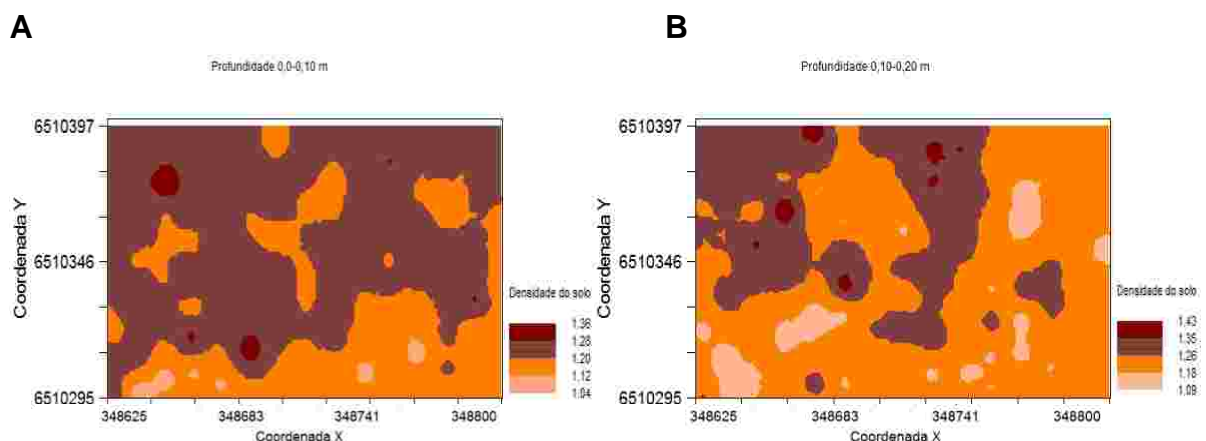 A
B
Profundidade 0,0-0,10 m
Profundidade 0,10-0,20 m
Coordenada Y
6510397
6510346
6510295
348625
348683
348741
348800
Coordenada X
Densidade do solo
1.36
1.28
1.20
1.12
1.04
Coordenada Y
6510397
6510346
6510295
348625
348683
348741
348800
Coordenada X
Densidade do solo
1.43
1.35
1.26
1.18
1.09